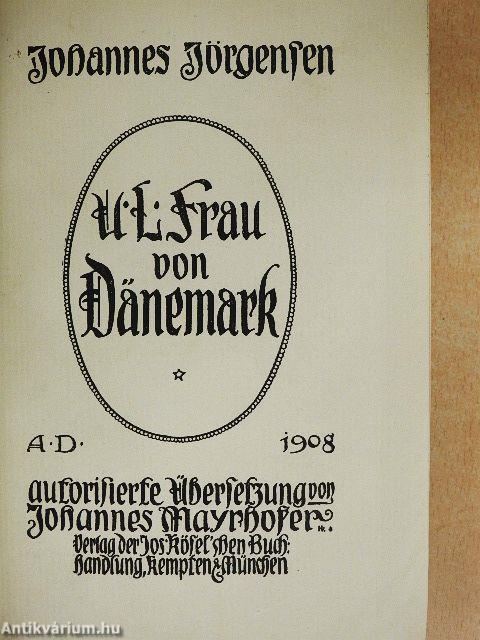 Johannes Jörgensen
U. L. Frau
von
Dänemark
A. D. 1908
autorisierte Übersetzung von
Johannes Mayrhofer.
Verlag der Jos. Kösel'schen Buch-
handlung, Kempten & München
Antikvárium.hu